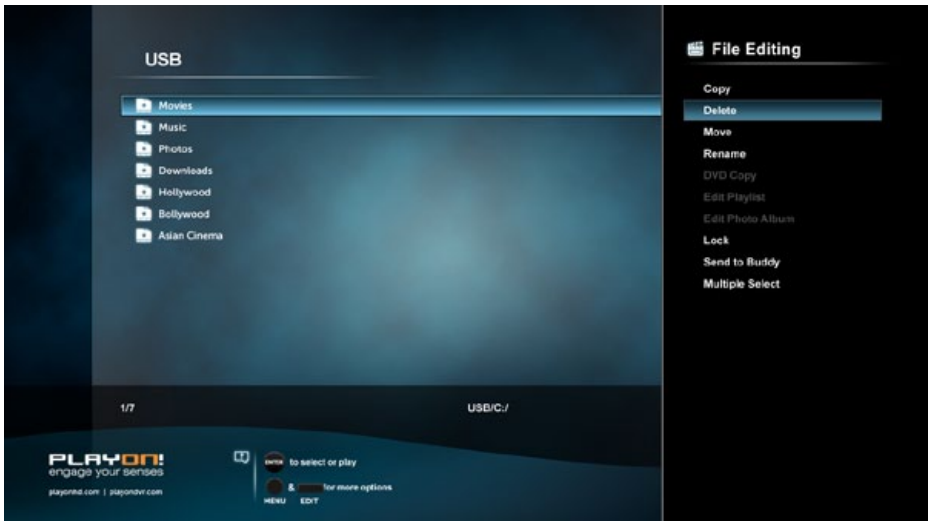 USB
Movies
Music
Photos
Downloads
Hollywood
Bollywood
Asian Cinema
1/7
USB/C:/
File Editing
Copy
Delete
Move
Rename
DVD Copy
Edit Playlist
Edit Photo Album
Lock
Send to Buddy
Multiple Select
PLAYON!
engage your senses
playonhd.com | playondvr.com
ENTER to select or play
& for more options
MENU EDIT